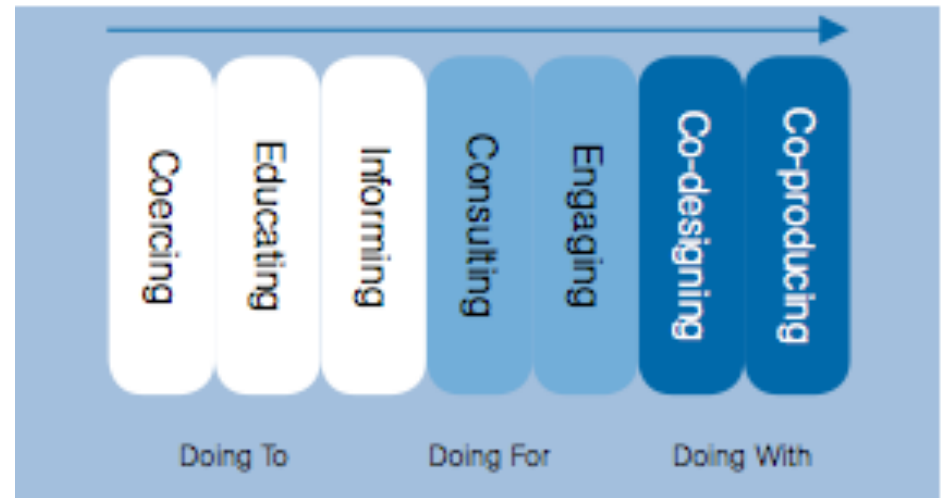 Coercing
Educating
Informing
Consulting
Engaging
Co-designing
Co-producing
Doing To
Doing For
Doing With